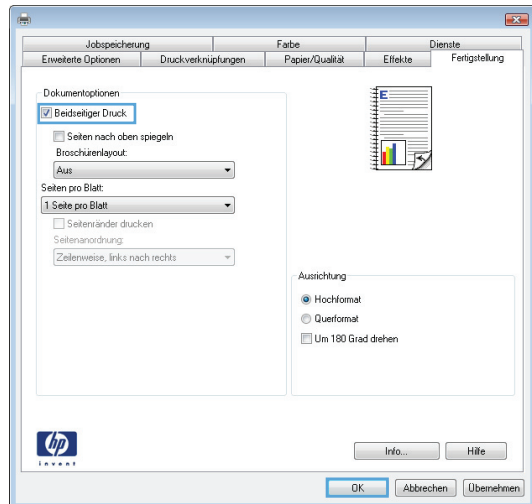 Jobspeicherung Farbe Dienste
Erweiterte Optionen Druckverknüpfungen Papier/Qualität Effekte Fertigstellung
Dokumentoptionen
Beidseitiger Druck
Seiten nach oben spiegeln
Broschürenlayout:
Aus
Seiten pro Blatt:
1 Seite pro Blatt
Seitenränder drucken
Seitenanordnung:
Zeilenweise, links nach rechts
E
Ausrichtung
Hochformat
Querformat
Um 180 Grad drehen
hp
invent
Info... Hilfe
OK Abbrechen Übernehmen